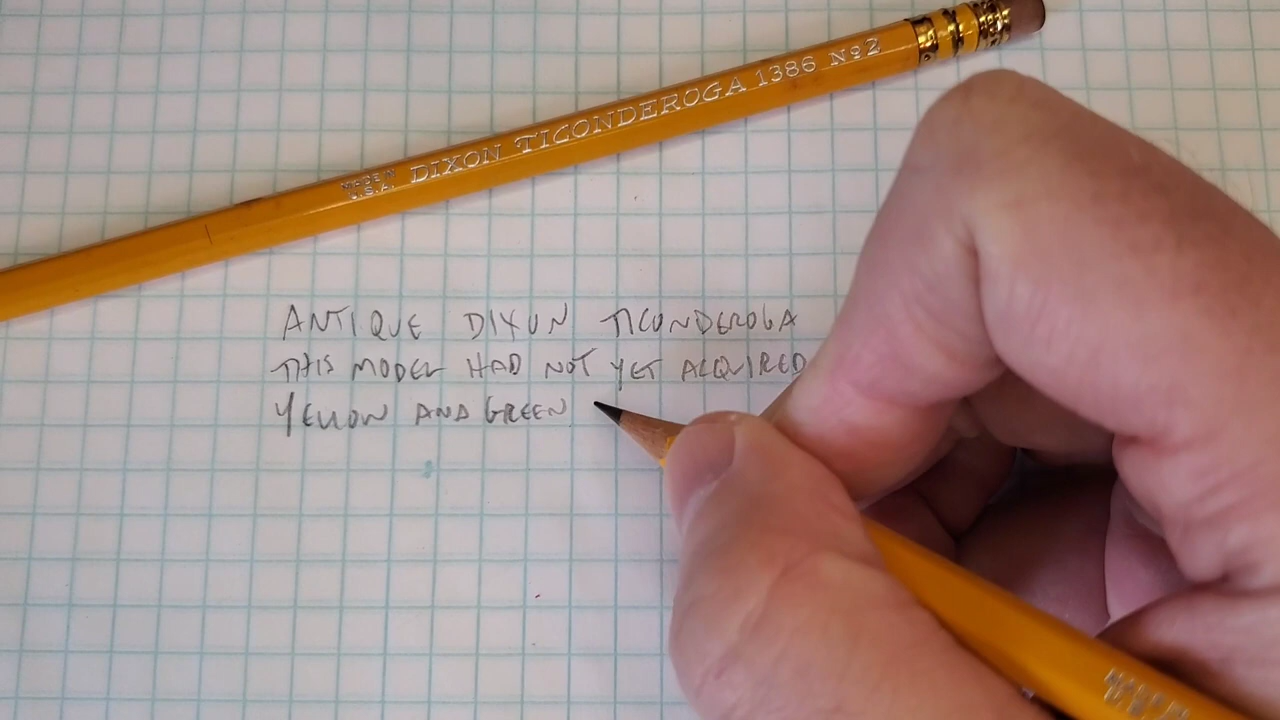 MADE IN
U.S.A. DIXON TICONDEROGA 1386 Nº2
ANTIQUE DIXON TICONDEROGA
THIS MODEL HAD NOT YET ACQUIRED
YELLOW AND GREEN